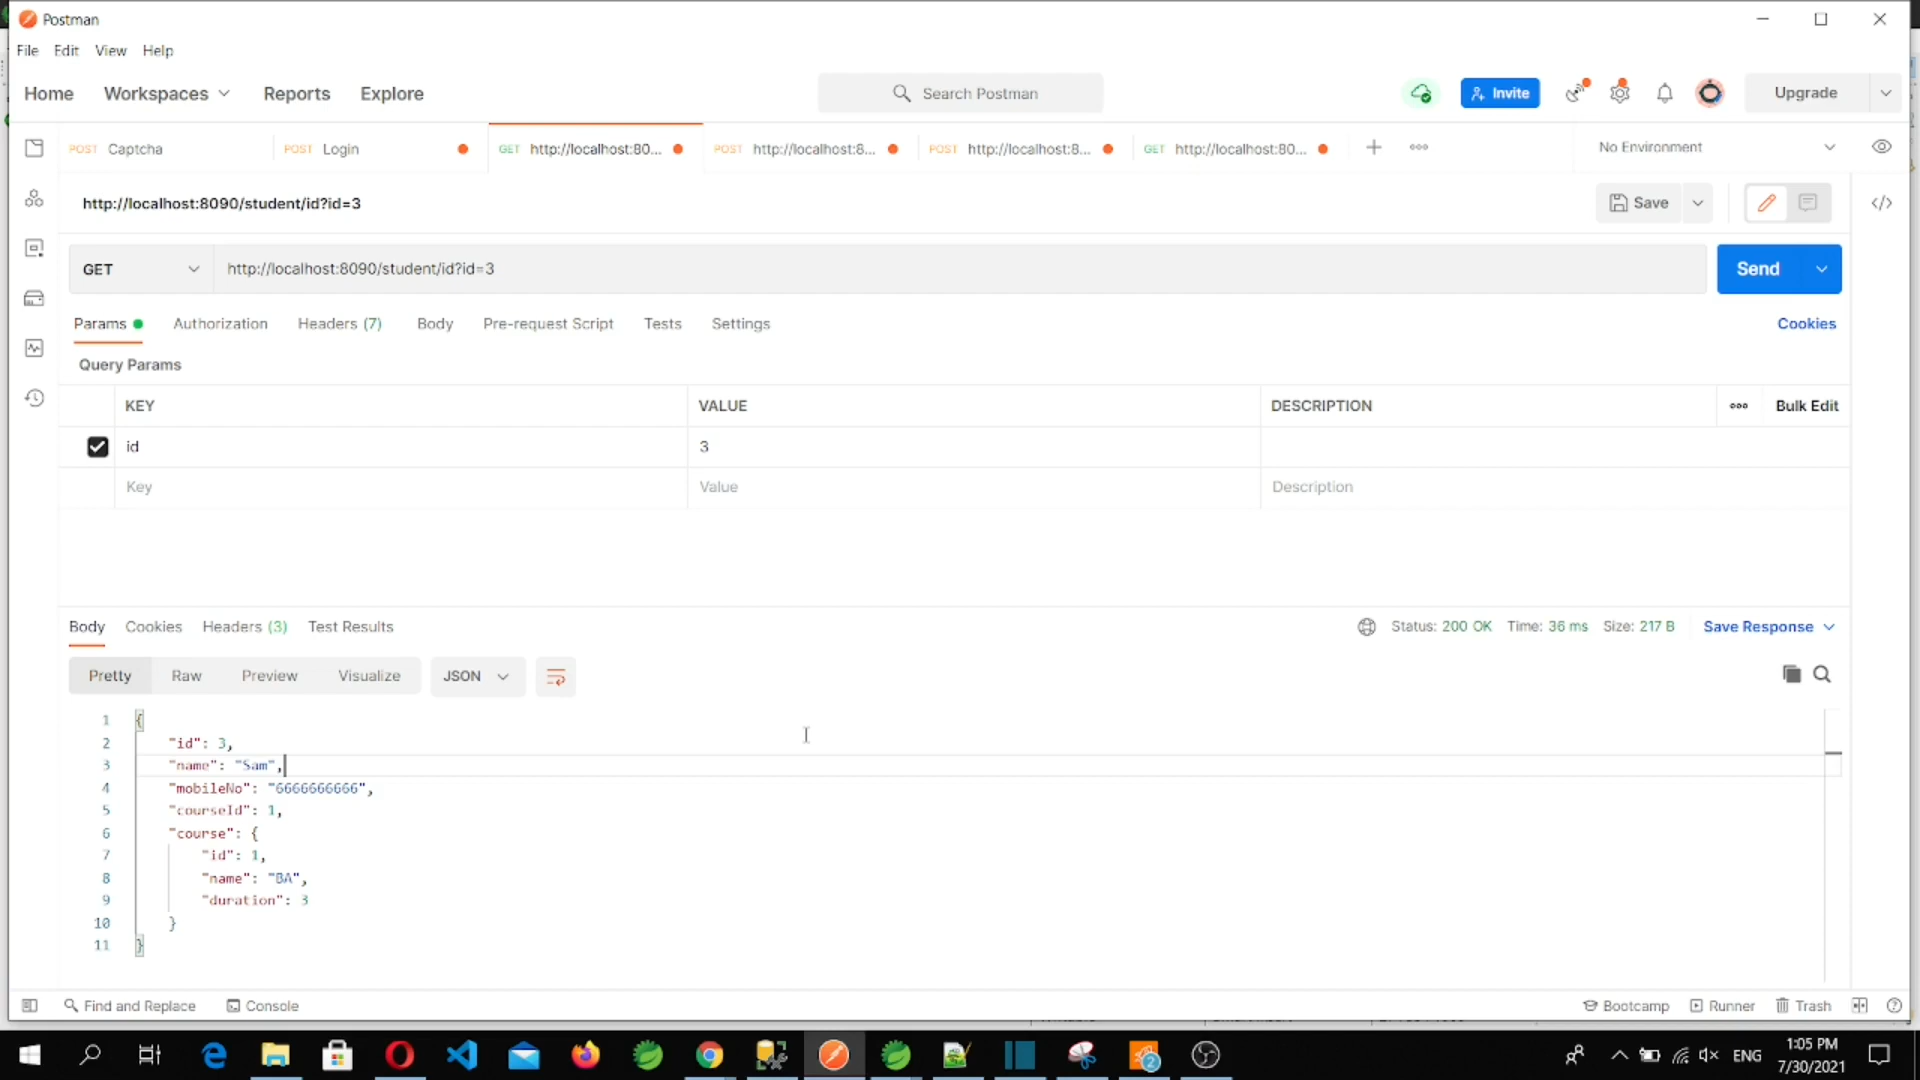 Postman
File Edit View Help
Home Workspaces Reports Explore Search Postman Invite Upgrade
POST Captcha POST Login GET http://localhost:80... POST http://localhost:8... POST http://localhost:8... GET http://localhost:80... No Environment
http://localhost:8090/student/id?id=3 Save
GET http://localhost:8090/student/id?id=3 Send
Params Authorization Headers (7) Body Pre-request Script Tests Settings Cookies
Query Params
KEY VALUE DESCRIPTION Bulk Edit
id 3
Key Value Description
Body Cookies Headers (3) Test Results Status: 200 OK Time: 36 ms Size: 217 B Save Response
Pretty Raw Preview Visualize JSON
1 {
2 "id": 3,
3 "name": "Sam",
4 "mobileNo": "6666666666",
5 "courseId": 1,
6 "course": {
7 "id": 1,
8 "name": "BA",
9 "duration": 3
10 }
11 }
Find and Replace Console Bootcamp Runner Trash
2 ENG 1:05 PM
7/30/2021